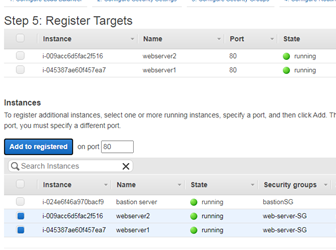 Step 5: Register Targets
Instance Name Port State
i-009acc6d5fac2f516 webserver2 80 running
i-045387ae60f457ea7 webserver1 80 running
Instances
To register additional instances, select one or more running instances, specify a port, and then click Add. Th
port, you must specify a different port.
Add to registered on port 80
Search Instances
Instance Name State Security groups
i-024e6f46a970bacf9 bastion server running bastionSG
i-009acc6d5fac2f516 webserver2 running web-server-SG
i-045387ae60f457ea7 webserver1 running web-server-SG